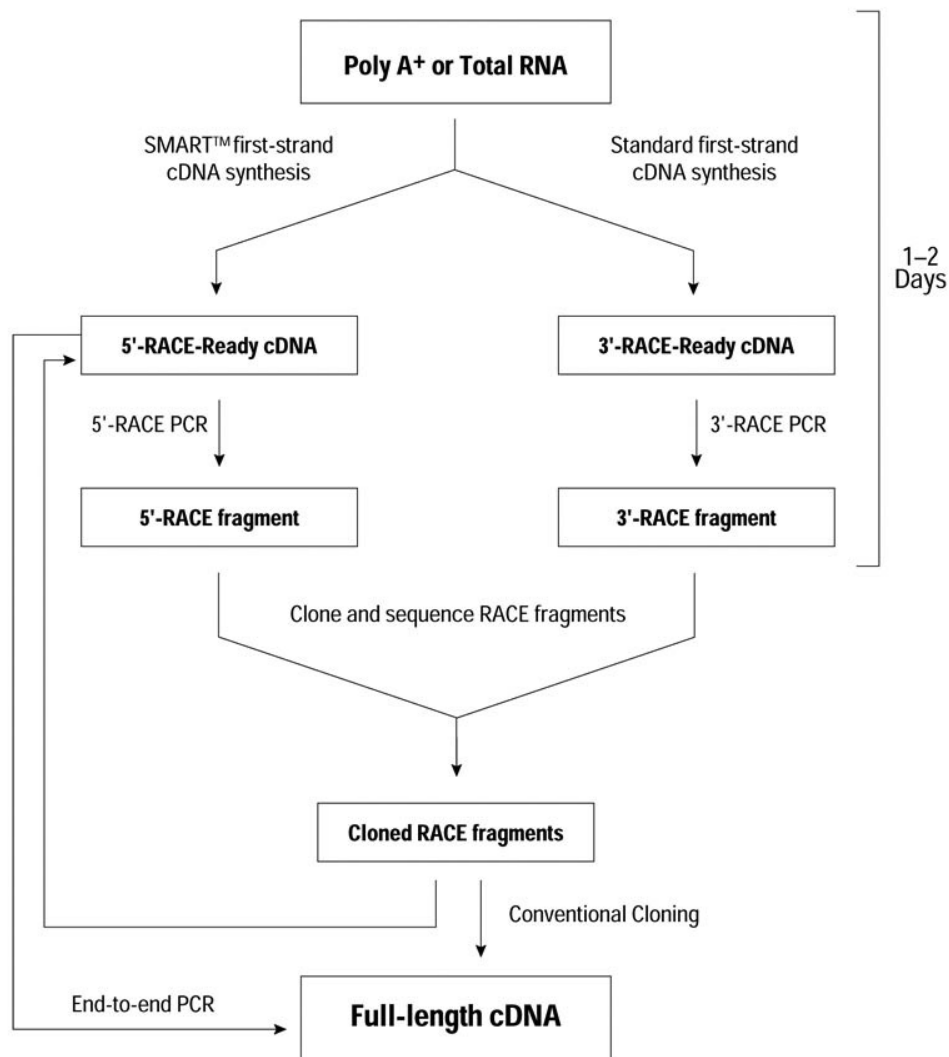 Poly A+ or Total RNA
SMART™ first-strand
cDNA synthesis
Standard first-strand
cDNA synthesis
1–2
Days
5'-RACE-Ready cDNA
3'-RACE-Ready cDNA
5'-RACE PCR
3'-RACE PCR
5'-RACE fragment
3'-RACE fragment
Clone and sequence RACE fragments
Cloned RACE fragments
Conventional Cloning
End-to-end PCR
Full-length cDNA